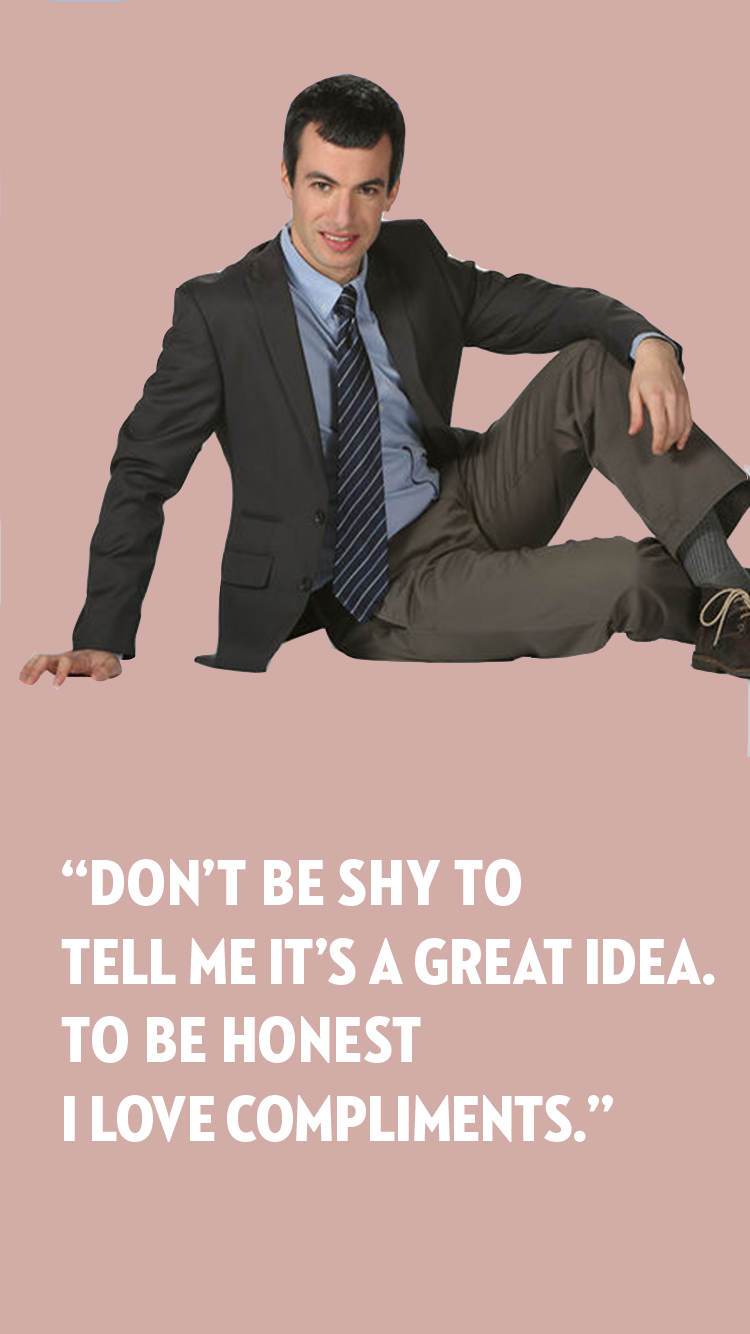 “DON’T BE SHY TO
TELL ME IT’S A GREAT IDEA.
TO BE HONEST
I LOVE COMPLIMENTS.”